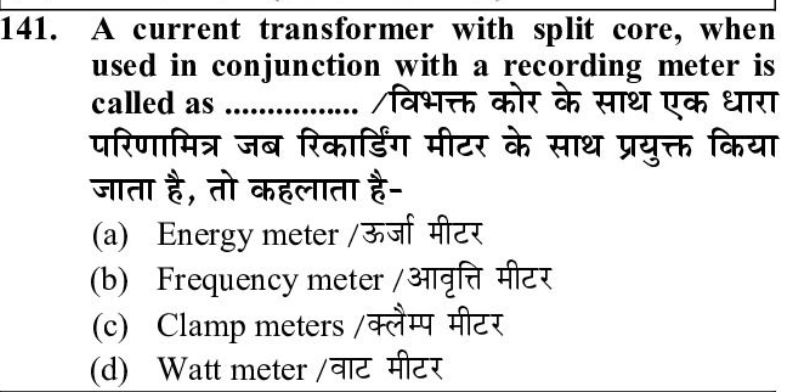 141. A current transformer with split core, when
used in conjunction with a recording meter is
called as ................. /विभक्त कोर के साथ एक धारा
परिणामित्र जब रिकार्डिंग मीटर के साथ प्रयुक्त किया
जाता है, तो कहलाता है-
(a) Energy meter /ऊर्जा मीटर
(b) Frequency meter /आवृत्ति मीटर
(c) Clamp meters /क्लैम्प मीटर
(d) Watt meter /वाट मीटर